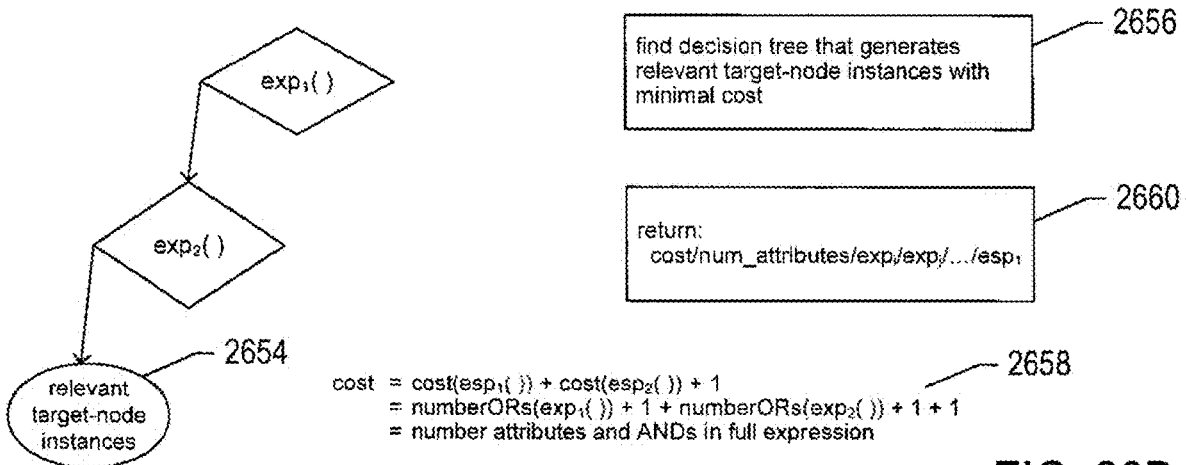 2656
find decision tree that generates
relevant target-node instances with
minimal cost
exp₁( )
2660
return:
cost/num_attributes/expᵢ/expⱼ/.../esp₁
exp₂( )
2654
relevant
target-node
instances
2658
cost = cost(esp₁( )) + cost(esp₂( )) + 1
= numberORs(exp₁( )) + 1 + numberORs(exp₂( )) + 1 + 1
= number attributes and ANDs in full expression